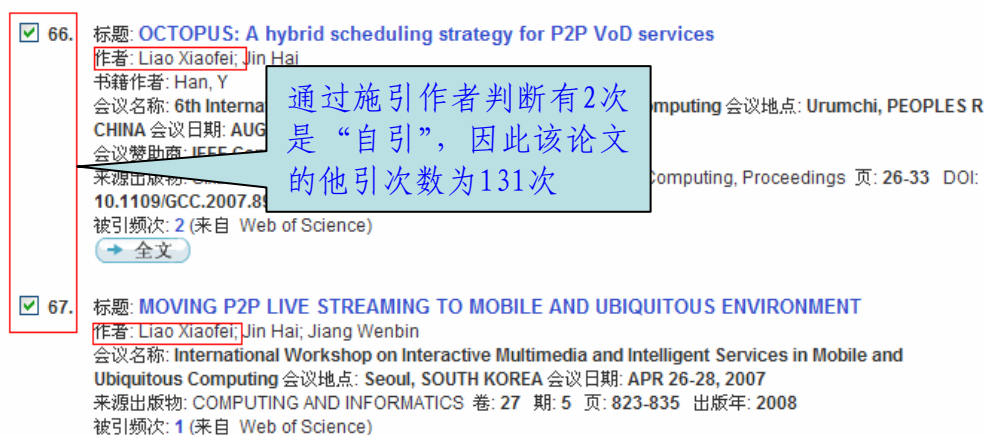 66. 标题: OCTOPUS: A hybrid scheduling strategy for P2P VoD services
作者: Liao Xiaofei; Jin Hai
书籍作者: Han, Y
会议名称: 6th Interna
omputing 会议地点: Urumchi, PEOPLES R
CHINA 会议日期: AUG
会议赞助商: IEEE
来源出版物:
Computing, Proceedings 页: 26-33 DOI:
10.1109/GCC.2007.8
被引频次: 2 (来自 Web of Science)
全文
通过施引作者判断有2次
是“自引”，因此该论文
的他引次数为131次
67. 标题: MOVING P2P LIVE STREAMING TO MOBILE AND UBIQUITOUS ENVIRONMENT
作者: Liao Xiaofei; Jin Hai; Jiang Wenbin
会议名称: International Workshop on Interactive Multimedia and Intelligent Services in Mobile and
Ubiquitous Computing 会议地点: Seoul, SOUTH KOREA 会议日期: APR 26-28, 2007
来源出版物: COMPUTING AND INFORMATICS 卷: 27 期: 5 页: 823-835 出版年: 2008
被引频次: 1 (来自 Web of Science)